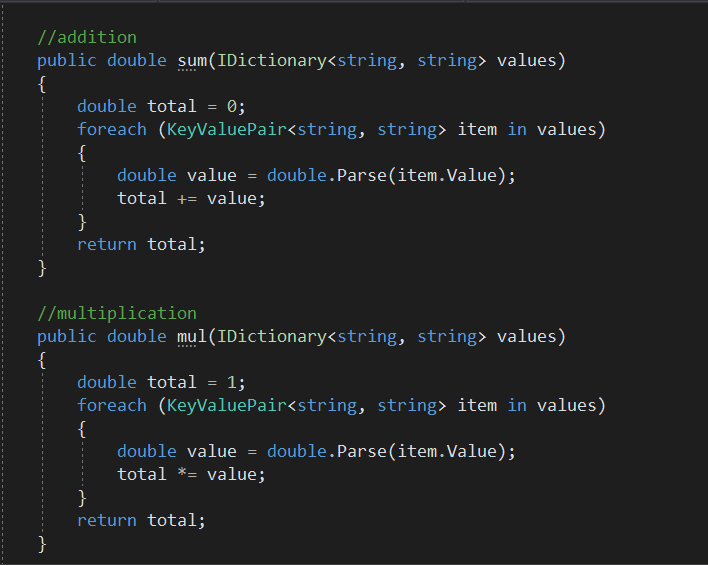 //addition
public double sum(IDictionary<string, string> values)
{
    double total = 0;
    foreach (KeyValuePair<string, string> item in values)
    {
        double value = double.Parse(item.Value);
        total += value;
    }
    return total;
}

//multiplication
public double mul(IDictionary<string, string> values)
{
    double total = 1;
    foreach (KeyValuePair<string, string> item in values)
    {
        double value = double.Parse(item.Value);
        total *= value;
    }
    return total;
}